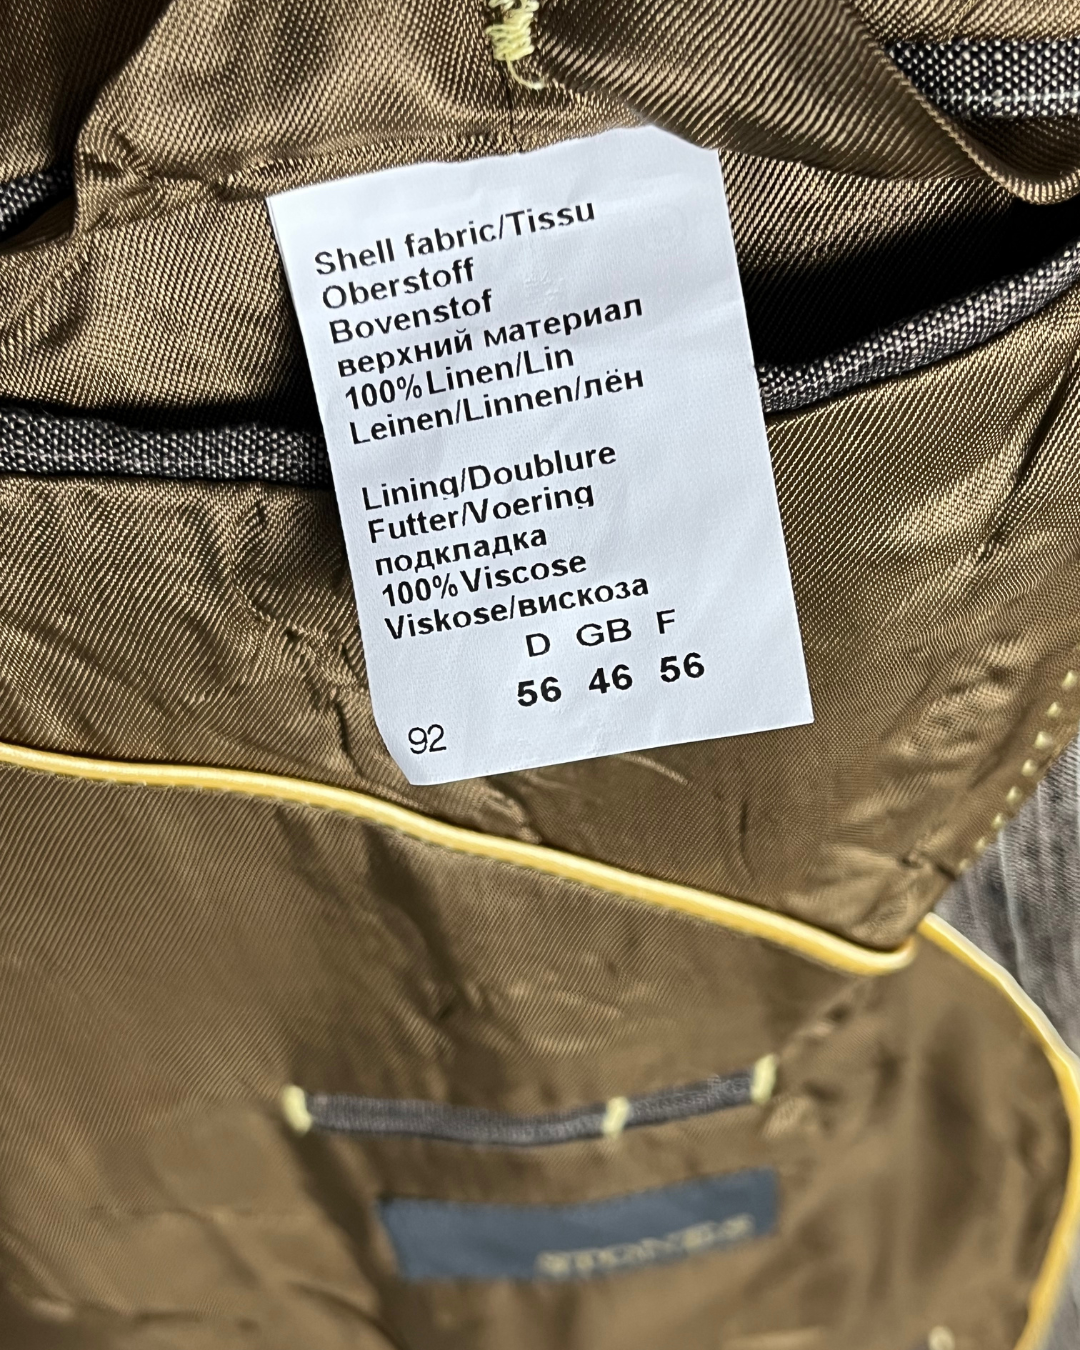 Shell fabric/Tissu
Oberstoff
Bovenstof
верхний материал
100% Linen/Lin
Leinen/Linnen/лён
Lining/Doublure
Futter/Voering
подкладка
100% Viscose
Viskose/вискоза
D GB F
56 46 56
92